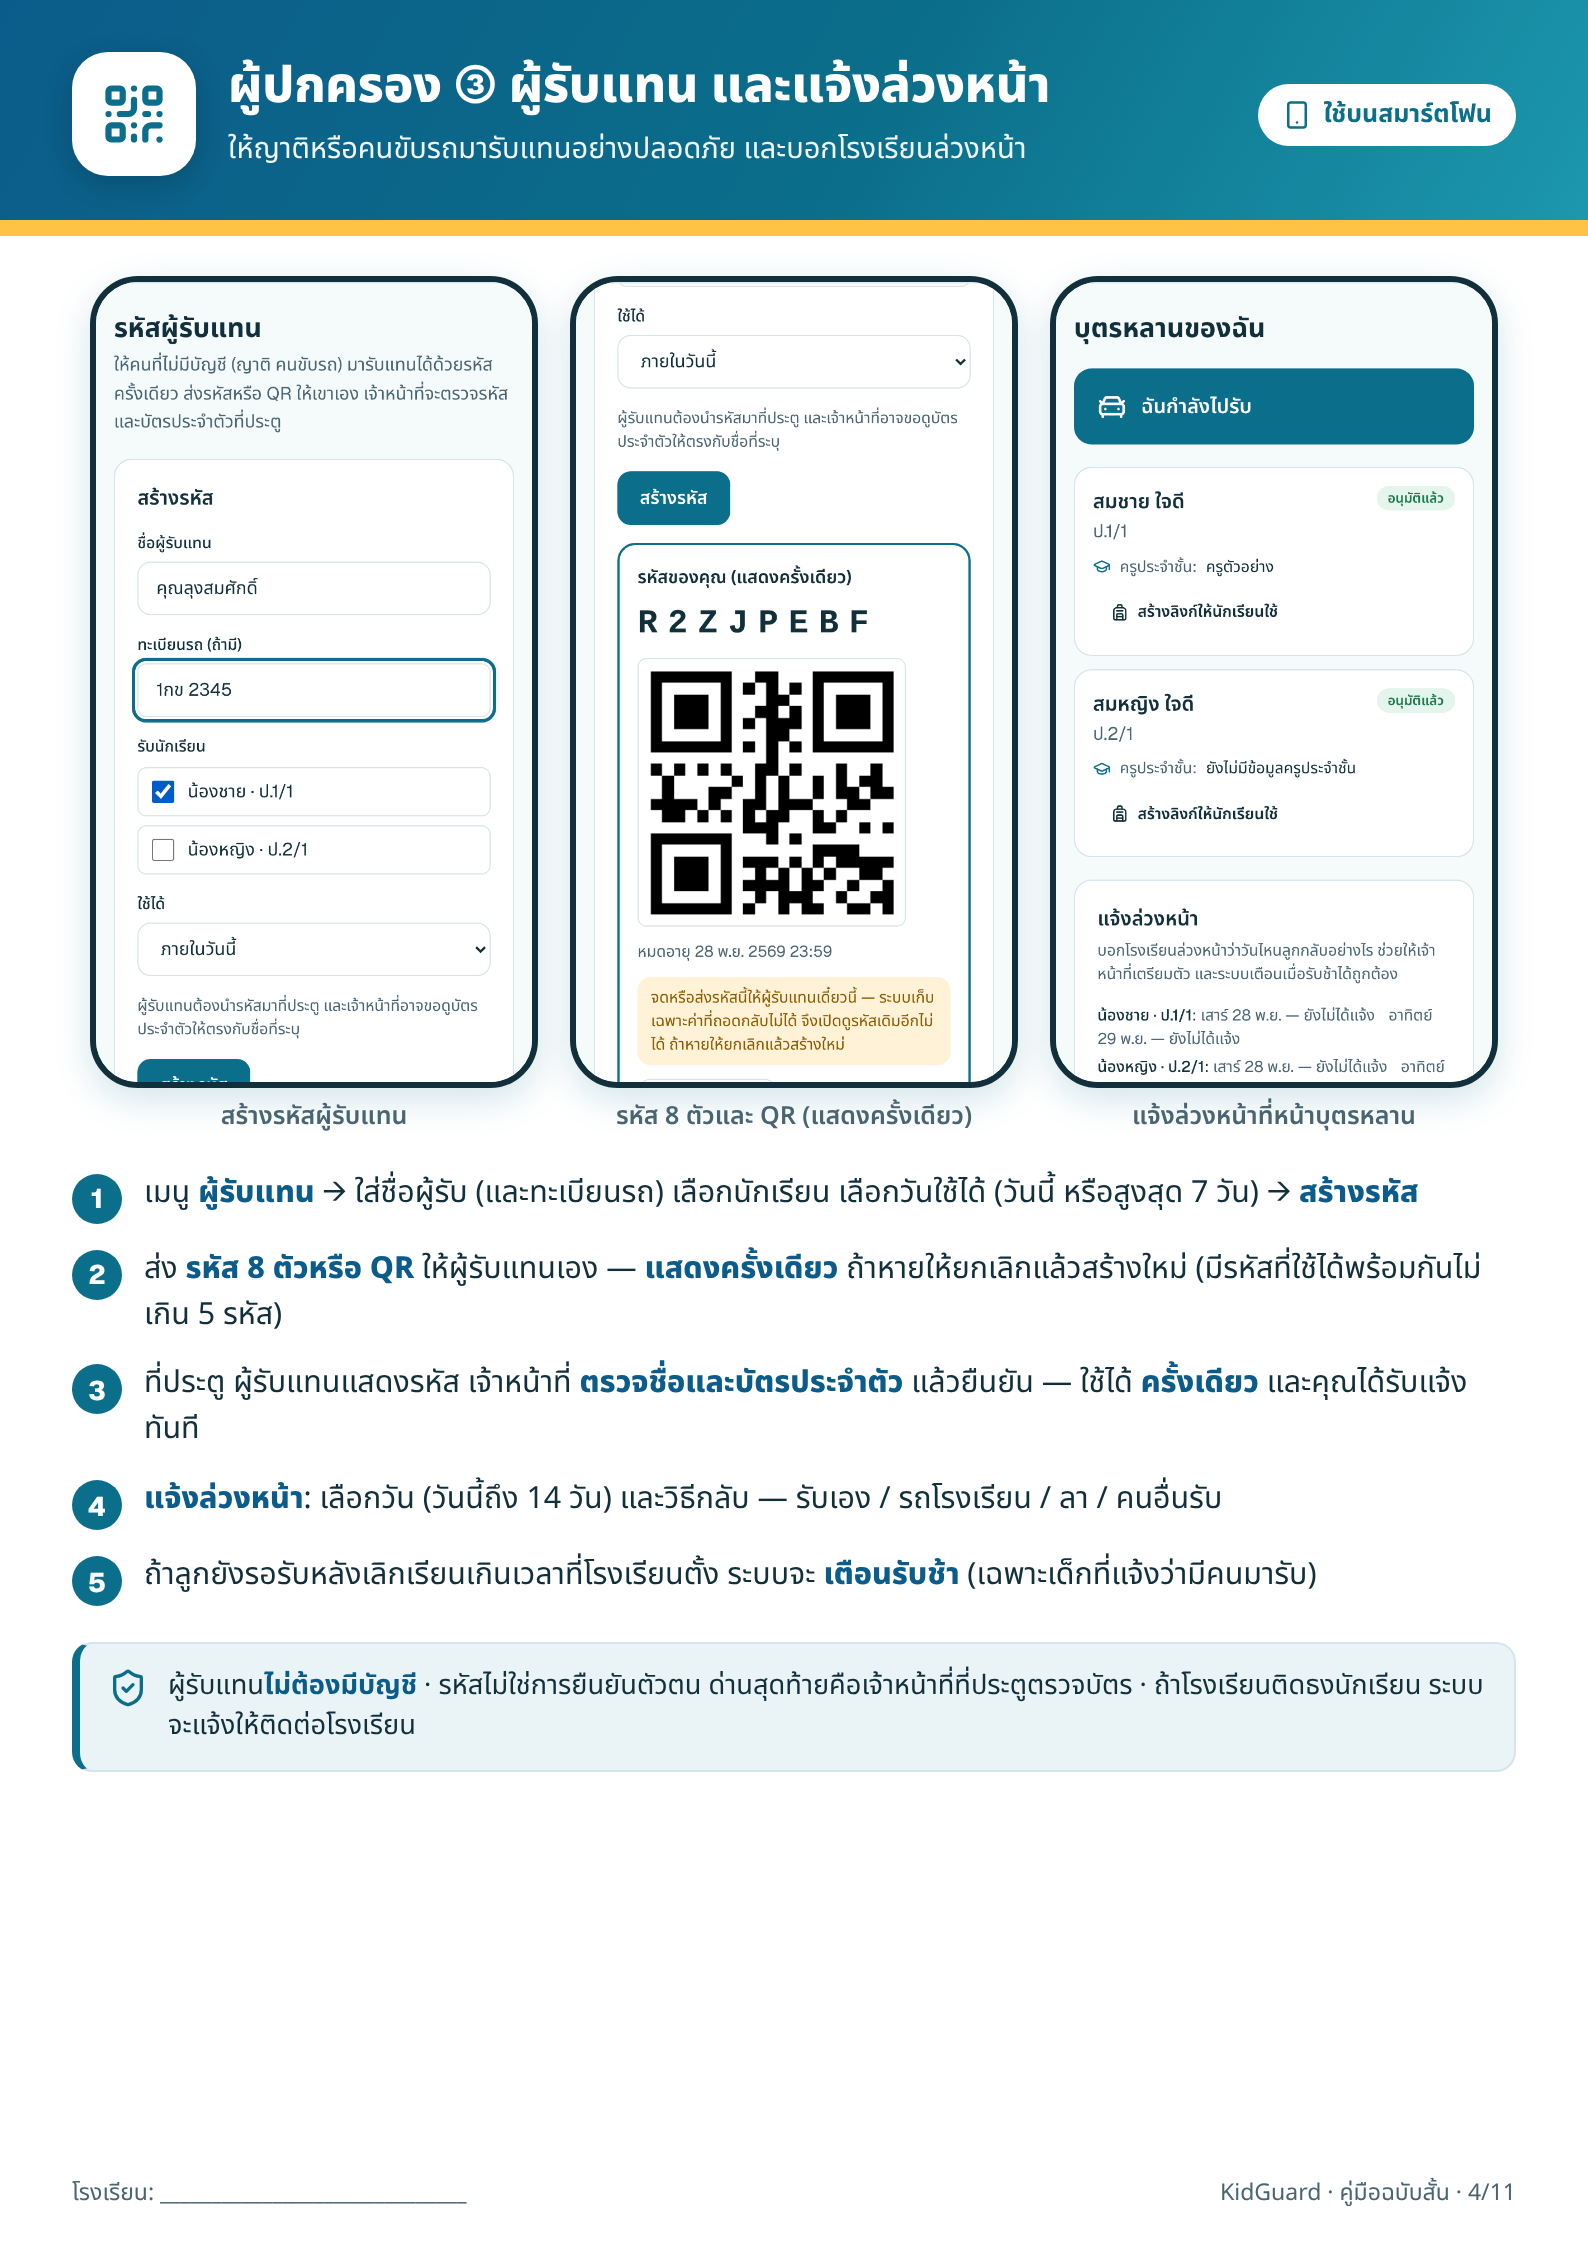 ผู้ปกครอง ③ ผู้รับแทน และแจ้งล่วงหน้า
ให้ญาติหรือคนขับรถมารับแทนอย่างปลอดภัย และบอกโรงเรียนล่วงหน้า
ใช้บนสมาร์ตโฟน
รหัสผู้รับแทน
ให้คนที่ไม่มีบัญชี (ญาติ คนขับรถ) มารับแทนได้ด้วยรหัส
ครั้งเดียว ส่งรหัสหรือ QR ให้เขาเอง เจ้าหน้าที่จะตรวจรหัส
และบัตรประจำตัวที่ประตู
สร้างรหัส
ชื่อผู้รับแทน
คุณลุงสมศักดิ์
ทะเบียนรถ (ถ้ามี)
1กข 2345
รับนักเรียน
น้องชาย · ป.1/1
น้องหญิง · ป.2/1
ใช้ได้
ภายในวันนี้
ผู้รับแทนต้องนำรหัสมาที่ประตู และเจ้าหน้าที่อาจขอดูบัตร
ประจำตัวให้ตรงกับชื่อที่ระบุ
สร้างรหัสผู้รับแทน
ใช้ได้
ภายในวันนี้
ผู้รับแทนต้องนำรหัสมาที่ประตู และเจ้าหน้าที่อาจขอดูบัตร
ประจำตัวให้ตรงกับชื่อที่ระบุ
สร้างรหัส
รหัสของคุณ (แสดงครั้งเดียว)
R2ZJPEBF
หมดอายุ 28 พ.ย. 2569 23:59
จดหรือส่งรหัสนี้ให้ผู้รับแทนเดี๋ยวนี้ — ระบบเก็บ
เฉพาะค่าที่ถอดกลับไม่ได้ จึงเปิดดูรหัสเดิมอีกไม่
ได้ ถ้าหายให้ยกเลิกแล้วสร้างใหม่
รหัส 8 ตัวและ QR (แสดงครั้งเดียว)
บุตรหลานของฉัน
ฉันกำลังไปรับ
สมชาย ใจดี
อนุมัติแล้ว
ป.1/1
ครูประจำชั้น: ครูตัวอย่าง
สร้างลิงก์ให้นักเรียนใช้
สมหญิง ใจดี
อนุมัติแล้ว
ป.2/1
ครูประจำชั้น: ยังไม่มีข้อมูลครูประจำชั้น
สร้างลิงก์ให้นักเรียนใช้
แจ้งล่วงหน้า
บอกโรงเรียนล่วงหน้าว่าวันไหนลูกกลับอย่างไร ช่วยให้เจ้า
หน้าที่เตรียมตัว และระบบเตือนเมื่อรับช้าได้ถูกต้อง
น้องชาย · ป.1/1: เสาร์ 28 พ.ย. — ยังไม่ได้แจ้ง อาทิตย์
29 พ.ย. — ยังไม่ได้แจ้ง
น้องหญิง · ป.2/1: เสาร์ 28 พ.ย. — ยังไม่ได้แจ้ง อาทิตย์
แจ้งล่วงหน้าที่หน้าบุตรหลาน
1 เมนู ผู้รับแทน → ใส่ชื่อผู้รับ (และทะเบียนรถ) เลือกนักเรียน เลือกวันใช้ได้ (วันนี้ หรือสูงสุด 7 วัน) → สร้างรหัส
2 ส่ง รหัส 8 ตัวหรือ QR ให้ผู้รับแทนเอง — แสดงครั้งเดียว ถ้าหายให้ยกเลิกแล้วสร้างใหม่ (มีรหัสที่ใช้ได้พร้อมกันไม่
เกิน 5 รหัส)
3 ที่ประตู ผู้รับแทนแสดงรหัส เจ้าหน้าที่ ตรวจชื่อและบัตรประจำตัว แล้วยืนยัน — ใช้ได้ ครั้งเดียว และคุณได้รับแจ้ง
ทันที
4 แจ้งล่วงหน้า: เลือกวัน (วันนี้ถึง 14 วัน) และวิธีกลับ — รับเอง / รถโรงเรียน / ลา / คนอื่นรับ
5 ถ้าลูกยังรอรับหลังเลิกเรียนเกินเวลาที่โรงเรียนตั้ง ระบบจะ เตือนรับช้า (เฉพาะเด็กที่แจ้งว่ามีคนมารับ)
ผู้รับแทนไม่ต้องมีบัญชี · รหัสไม่ใช่การยืนยันตัวตน ด่านสุดท้ายคือเจ้าหน้าที่ที่ประตูตรวจบัตร · ถ้าโรงเรียนติดธงนักเรียน ระบบ
จะแจ้งให้ติดต่อโรงเรียน
โรงเรียน: ____________________
KidGuard · คู่มือฉบับสั้น · 4/11